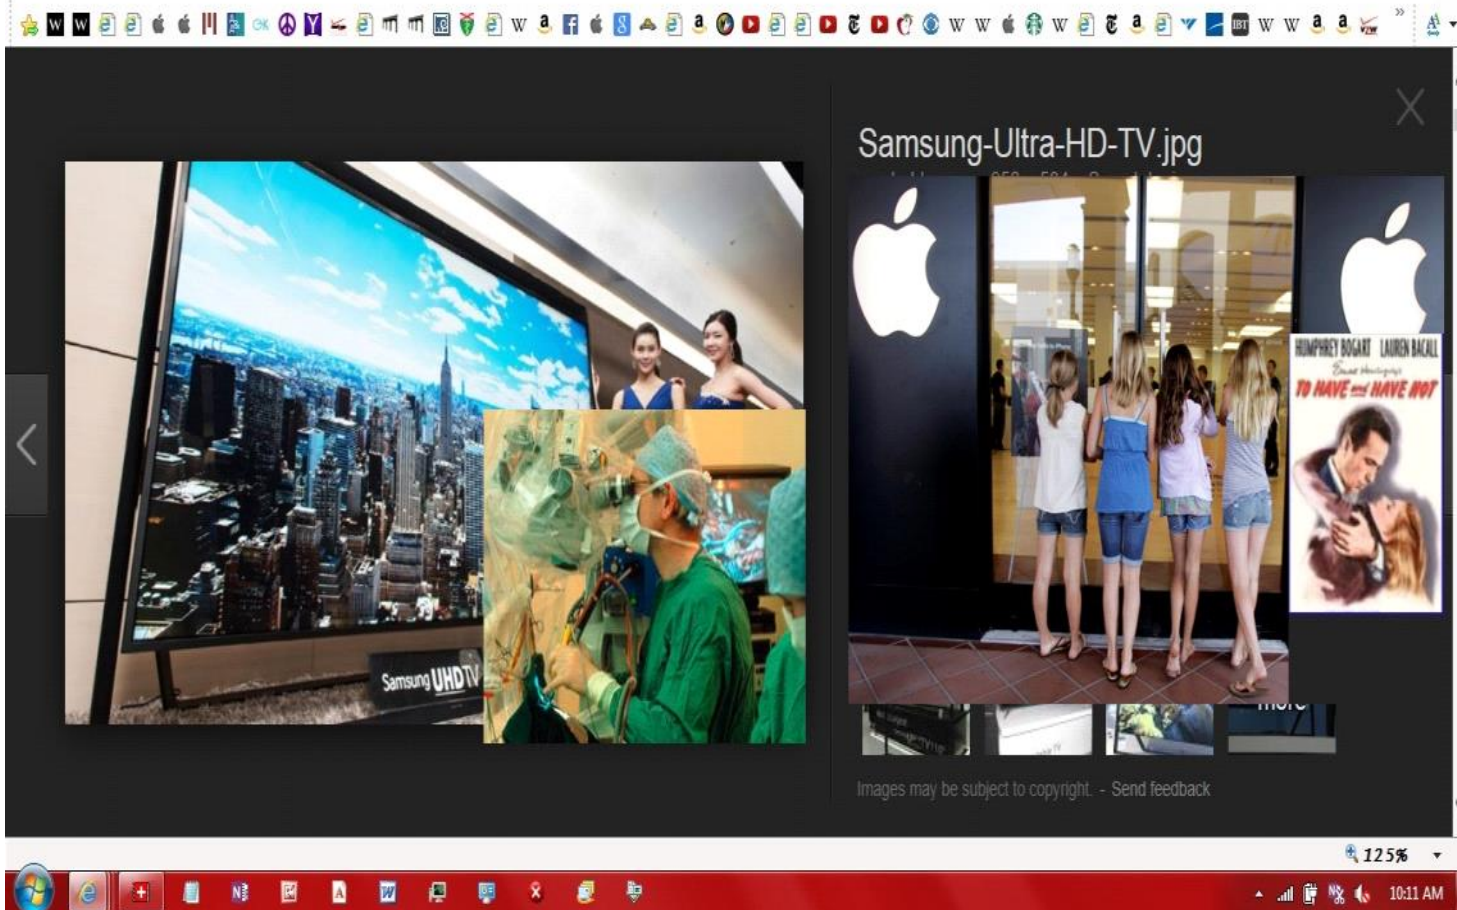 Samsung-Ultra-HD-TV.jpg
Samsung UHD TV
HUMPHREY BOGART LAUREN BACALL
TO HAVE and HAVE NOT
more
Images may be subject to copyright. - Send feedback
125%
10:11 AM